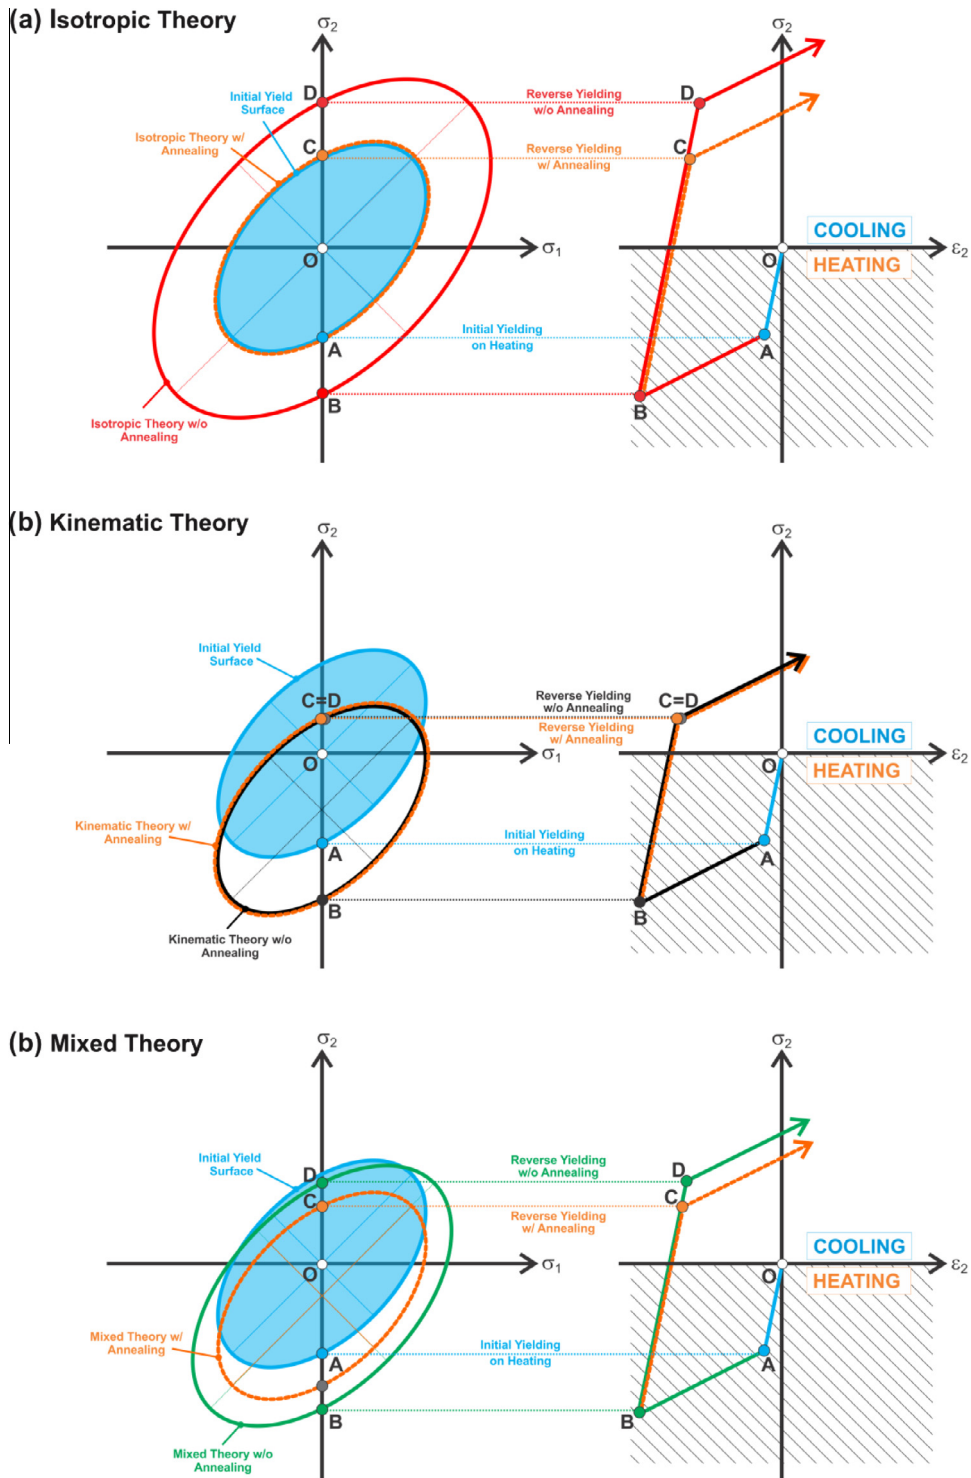 (a) Isotropic Theory
σ2
σ2
D
Initial Yield
Surface
Isotropic Theory w/
Annealing
C
Reverse Yielding
w/o Annealing
D
Reverse Yielding
w/ Annealing
C
O
σ1
COOLING
HEATING
O
ε2
A
Initial Yielding
on Heating
A
B
B
Isotropic Theory w/o
Annealing
(b) Kinematic Theory
σ2
σ2
Initial Yield
Surface
C=D
Reverse Yielding
w/o Annealing
Reverse Yielding
w/ Annealing
C=D
O
σ1
COOLING
HEATING
O
ε2
Kinematic Theory w/
Annealing
A
Initial Yielding
on Heating
A
B
B
Kinematic Theory w/o
Annealing
(b) Mixed Theory
σ2
σ2
Initial Yield
Surface
D
Reverse Yielding
w/o Annealing
D
C
Reverse Yielding
w/ Annealing
C
O
σ1
COOLING
HEATING
O
ε2
Mixed Theory w/
Annealing
A
Initial Yielding
on Heating
A
B
B
Mixed Theory w/o
Annealing